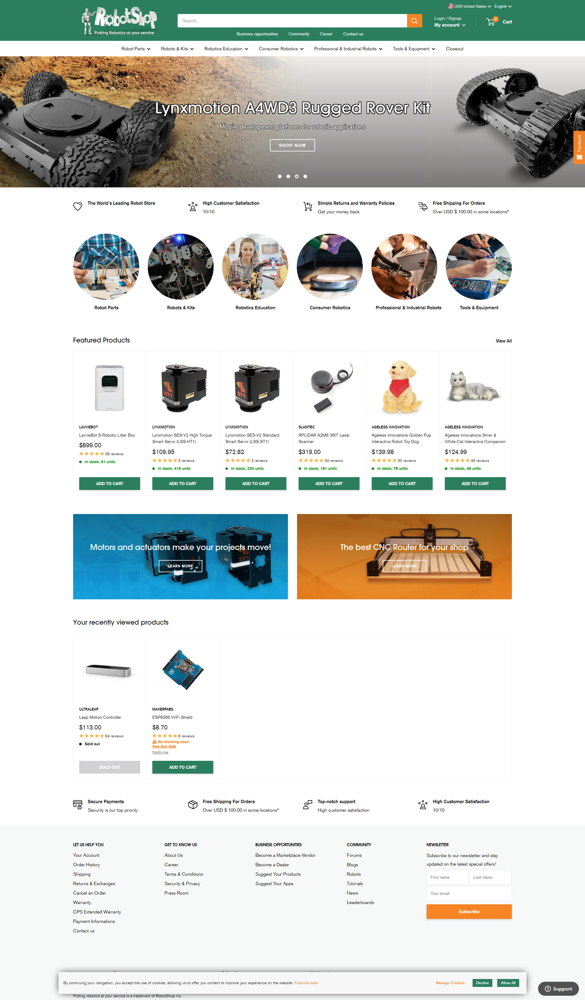 USD United States English
RobotShop
Putting Robotics at your service
Search..
Login / Signup
My account
0
Cart
Business opportunities Community Career Contact us
Robot Parts Robots & Kits Robotics Education Consumer Robotics Professional & Industrial Robots Tools & Equipment Closeout
Lynxmotion A4WD3 Rugged Rover Kit
Mobile development platforms for robotic applications
SHOP NOW
Feedback
The World's Leading Robot Store
High Customer Satisfaction
10/10
Simple Returns and Warranty Policies
Get your money back
Free Shipping For Orders
Over USD $ 100.00 in some locations*
Robot Parts
Robots & Kits
Robotics Education
Consumer Robotics
Professional & Industrial Robots
Tools & Equipment
Featured Products
View All
HT1
ST1
LAVVIEBOT
LavvieBot S Robotic Litter Box
$899.00
38 reviews
In stock, 61 units
ADD TO CART
LYNXMOTION
Lynxmotion SES-V2 High Torque
Smart Servo (LSS-HT1)
$109.95
3 reviews
In stock, 416 units
ADD TO CART
LYNXMOTION
Lynxmotion SES-V2 Standard
Smart Servo (LSS-ST1)
$72.82
2 reviews
In stock, 234 units
ADD TO CART
SLAMTEC
RPLIDAR A2M8 360° Laser
Scanner
$319.00
34 reviews
In stock, 161 units
ADD TO CART
AGELESS INNOVATION
Ageless Innovations Golden Pup
Interactive Robot Toy Dog
$139.98
30 reviews
In stock, 78 units
ADD TO CART
AGELESS INNOVATION
Ageless Innovations Silver &
White Cat Interactive Companion
$124.99
40 reviews
In stock, 45 units
ADD TO CART
Motors and actuators make your projects move!
ST1
LEARN MORE
The best CNC Router for your shop
LEARN MORE
Your recently viewed products
ULTRALEAP
Leap Motion Controller
$113.00
64 reviews
Sold out
SOLD OUT
MAKERFABS
ESP8266 WiFi Shield
$8.70
8 reviews
Re-stocking soon
See due date
Notify me
ADD TO CART
Secure Payments
Security is our top priority
Free Shipping For Orders
Over USD $ 100.00 in some locations*
Top-notch support
High customer satisfaction
High Customer Satisfaction
10/10
LET US HELP YOU
Your Account
Order History
Shipping
Returns & Exchanges
Cancel an Order
Warranty
CPS Extended Warranty
Payment Informations
Contact us
GET TO KNOW US
About Us
Career
Terms & Conditions
Security & Privacy
Press Room
BUSINESS OPPORTUNITIES
Become a Marketplace Vendor
Become a Dealer
Suggest Your Products
Suggest Your Apps
COMMUNITY
Forums
Blogs
Robots
Tutorials
News
Leaderboards
NEWSLETTER
Subscribe to our newsletter and stay
updated on the latest special offers!
First name
Last name
Your email
Subscribe
By continuing your navigation, you accept the use of cookies, allowing us to offer you content to improve your experience on the website. Find out more
Manage Cookies
Decline
Allow All
Support
Putting robotics at your service is a trademark of RobotShop inc.